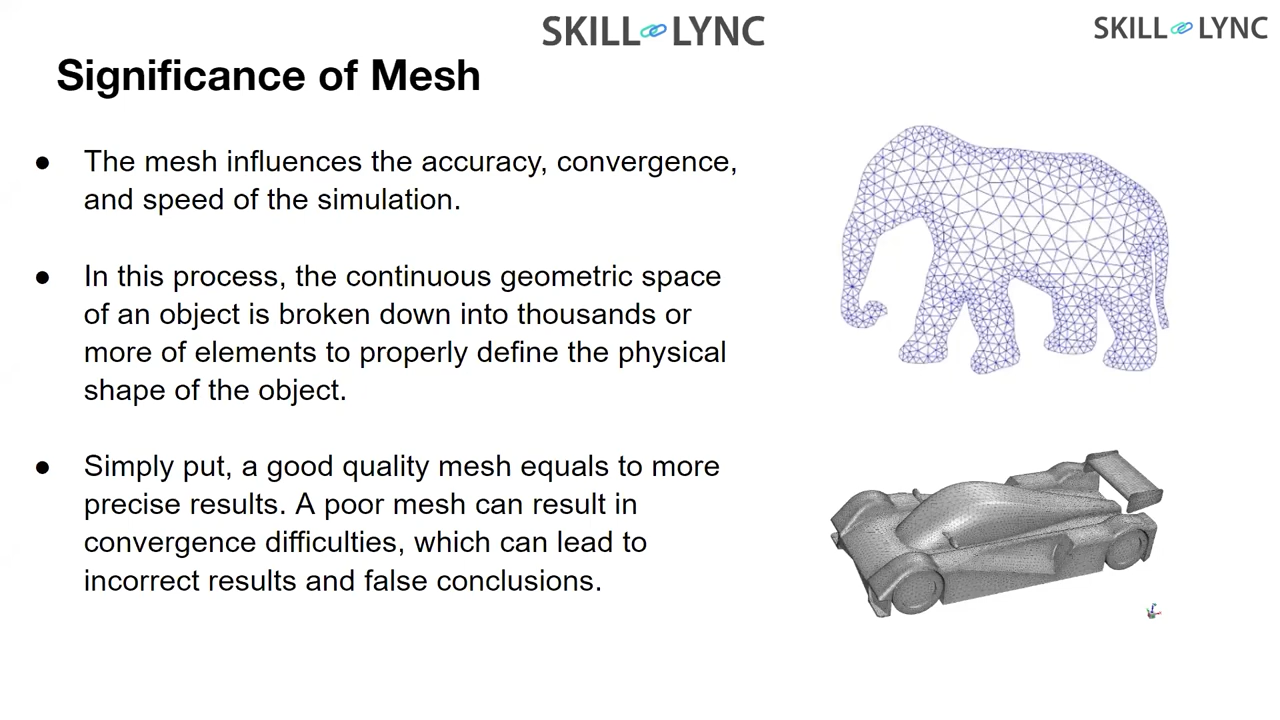 SKILL LYNC
SKILL LYNC
Significance of Mesh
● The mesh influences the accuracy, convergence,
and speed of the simulation.
● In this process, the continuous geometric space
of an object is broken down into thousands or
more of elements to properly define the physical
shape of the object.
● Simply put, a good quality mesh equals to more
precise results. A poor mesh can result in
convergence difficulties, which can lead to
incorrect results and false conclusions.